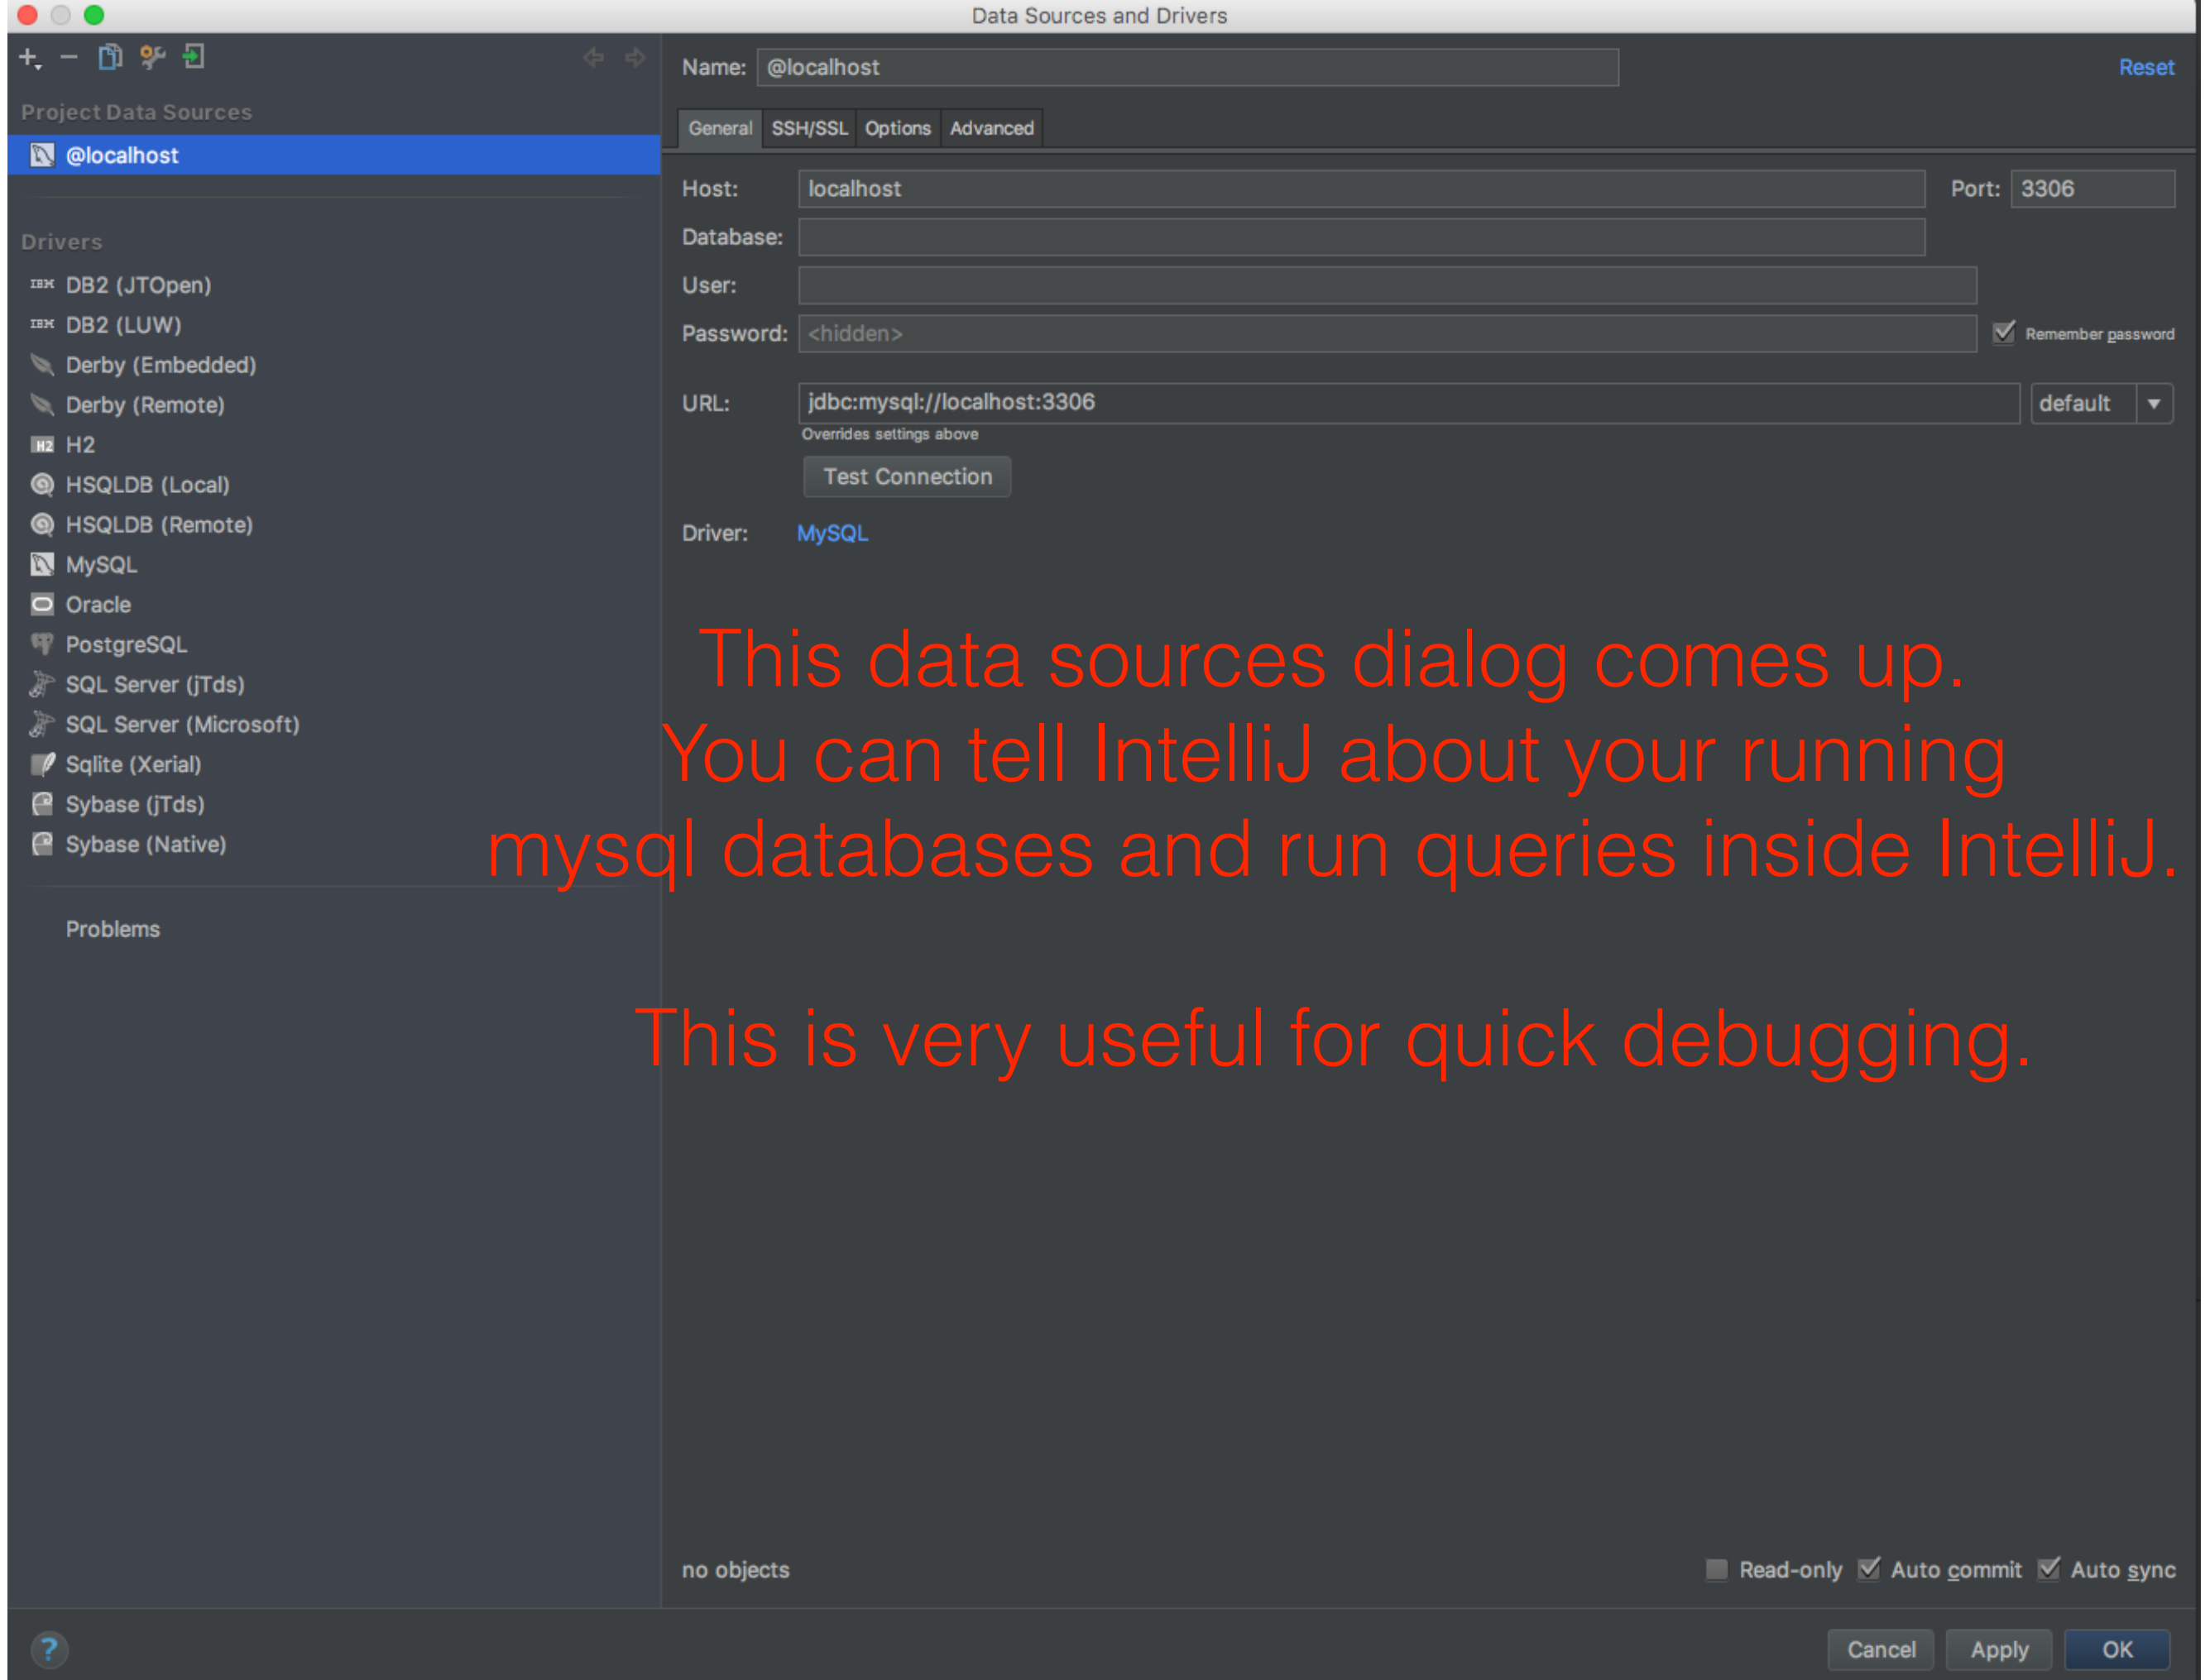 Data Sources and Drivers
Name: @localhost Reset
Project Data Sources
@localhost
Drivers
IBM DB2 (JTOpen)
IBM DB2 (LUW)
Derby (Embedded)
Derby (Remote)
H2 H2
HSQLDB (Local)
HSQLDB (Remote)
MySQL
Oracle
PostgreSQL
SQL Server (jTds)
SQL Server (Microsoft)
Sqlite (Xerial)
Sybase (jTds)
Sybase (Native)
Problems
General SSH/SSL Options Advanced
Host: localhost Port: 3306
Database:
User:
Password: <hidden> Remember password
URL: jdbc:mysql://localhost:3306 default
Overrides settings above
Test Connection
Driver: MySQL
This data sources dialog comes up.
You can tell IntelliJ about your running
mysql databases and run queries inside IntelliJ.
This is very useful for quick debugging.
no objects Read-only Auto commit Auto sync
? Cancel Apply OK